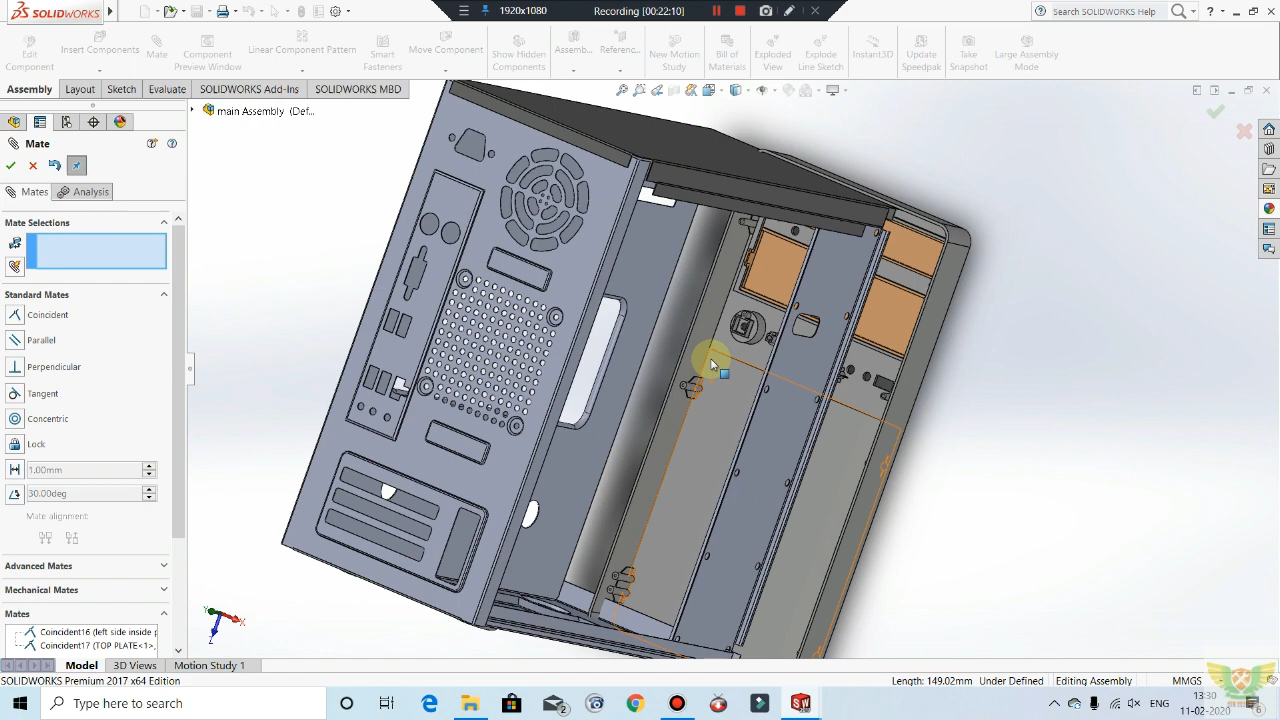 SOLIDWORKS
1920x1080
Recording [00:22:10]
Search SOLIDWORKS Help
Edit Component
Insert Components
Mate
Component Preview Window
Linear Component Pattern
Smart Fasteners
Move Component
Show Hidden Components
Assemb...
Referenc...
New Motion Study
Bill of Materials
Exploded View
Explode Line Sketch
Instant3D
Update Speedpak
Take Snapshot
Large Assembly Mode
Assembly
Layout
Sketch
Evaluate
SOLIDWORKS Add-Ins
SOLIDWORKS MBD
main Assembly (Def...
Mate
Mates
Analysis
Mate Selections
Standard Mates
Coincident
Parallel
Perpendicular
Tangent
Concentric
Lock
1.00mm
30.00deg
Mate alignment:
Advanced Mates
Mechanical Mates
Mates
Coincident16 (left side inside p
Coincident17 (TOP PLATE<1>,
Y
X
Z
Model
3D Views
Motion Study 1
SOLIDWORKS Premium 2017 x64 Edition
Length: 149.02mm
Under Defined
Editing Assembly
MMGS
Type here to search
2
ENG
13:30
11-02-2020
6